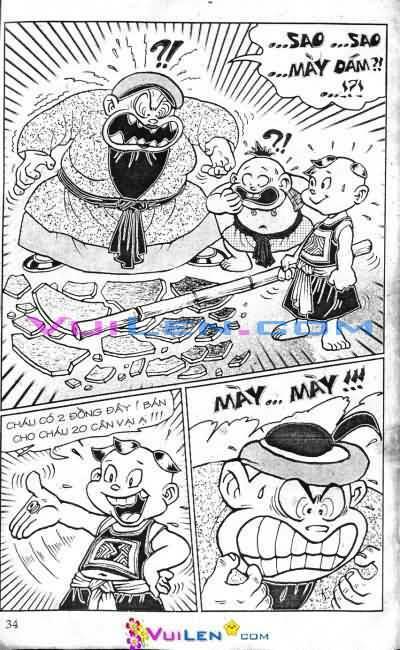 ...SAO ...SAO
...MÀY DÁM?!
...!?!
?!
?!
VUILEN.COM
CHÁU CÓ 2 ĐỒNG ĐÂY! BÁN
CHO CHÁU 20 CÂN VẠI Ạ!!!
MÀY... MÀY!!!
34
VUILEN.COM